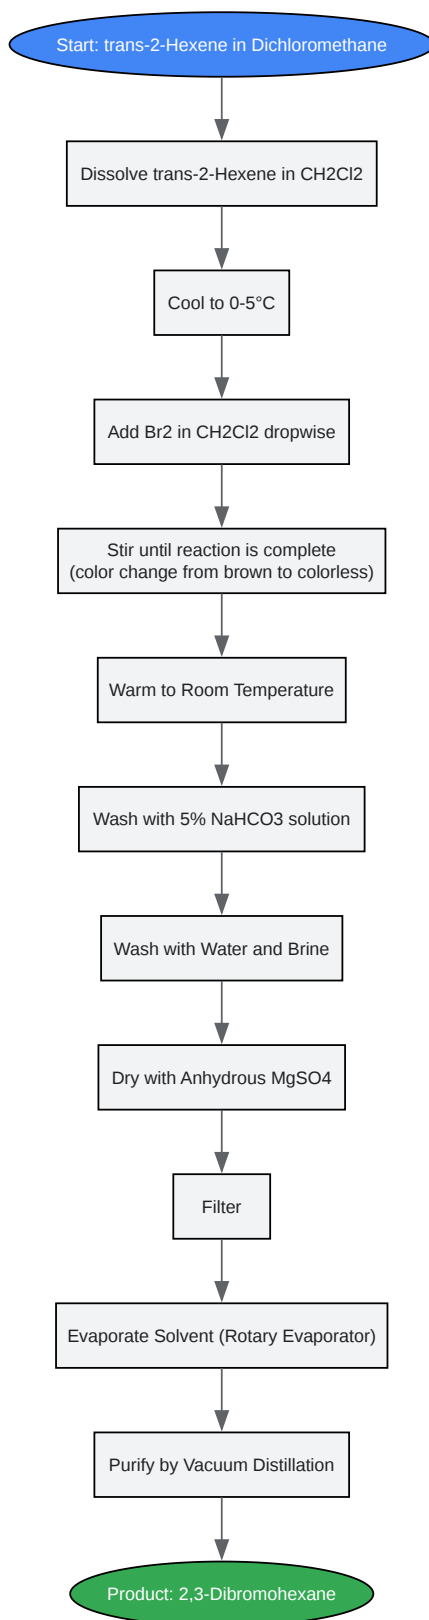 Start: trans-2-Hexene in Dichloromethane
Dissolve trans-2-Hexene in CH2Cl2
Cool to 0-5°C
Add Br2 in CH2Cl2 dropwise
Stir until reaction is complete
(color change from brown to colorless)
Warm to Room Temperature
Wash with 5% NaHCO3 solution
Wash with Water and Brine
Dry with Anhydrous MgSO4
Filter
Evaporate Solvent (Rotary Evaporator)
Purify by Vacuum Distillation
Product: 2,3-Dibromohexane